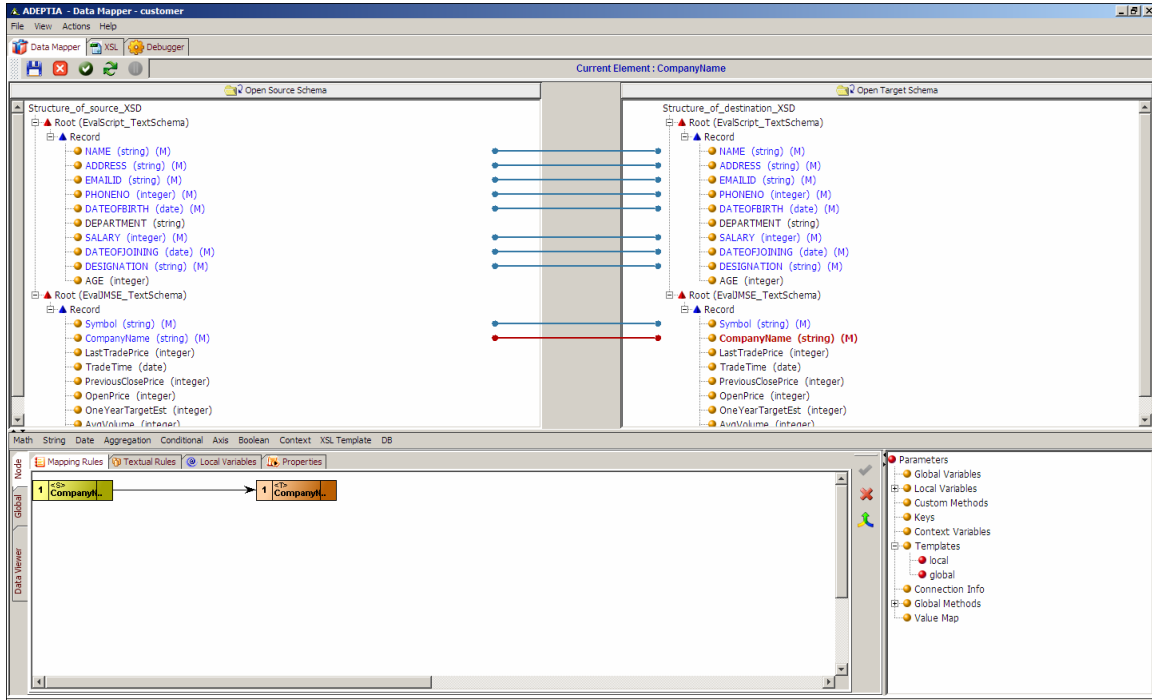 ADEPTIA - Data Mapper - customer
File View Actions Help
Data Mapper XSL Debugger
Current Element : CompanyName
Open Source Schema Open Target Schema
Structure_of_source_XSD
Root (EvalScript_TextSchema)
Record
NAME (string) (M)
ADDRESS (string) (M)
EMAILID (string) (M)
PHONENO (integer) (M)
DATEOFBIRTH (date) (M)
DEPARTMENT (string)
SALARY (integer) (M)
DATEOFJOINING (date) (M)
DESIGNATION (string) (M)
AGE (integer)
Root (EvalJMSE_TextSchema)
Record
Symbol (string) (M)
CompanyName (string) (M)
LastTradePrice (integer)
TradeTime (date)
PreviousClosePrice (integer)
OpenPrice (integer)
OneYearTargetEst (integer)
AvgVolume (integer)
Structure_of_destination_XSD
Root (EvalScript_TextSchema)
Record
NAME (string) (M)
ADDRESS (string) (M)
EMAILID (string) (M)
PHONENO (integer) (M)
DATEOFBIRTH (date) (M)
DEPARTMENT (string)
SALARY (integer) (M)
DATEOFJOINING (date) (M)
DESIGNATION (string) (M)
AGE (integer)
Root (EvalJMSE_TextSchema)
Record
Symbol (string) (M)
CompanyName (string) (M)
LastTradePrice (integer)
TradeTime (date)
PreviousClosePrice (integer)
OpenPrice (integer)
OneYearTargetEst (integer)
AvgVolume (integer)
Math String Date Aggregation Conditional Axis Boolean Context XSL Template DB
Node
Global
Data Viewer
Mapping Rules Textual Rules Local Variables Properties
1 <S> CompanyN..
1 <T> CompanyN..
Parameters
Global Variables
Local Variables
Custom Methods
Keys
Context Variables
Templates
local
global
Connection Info
Global Methods
Value Map